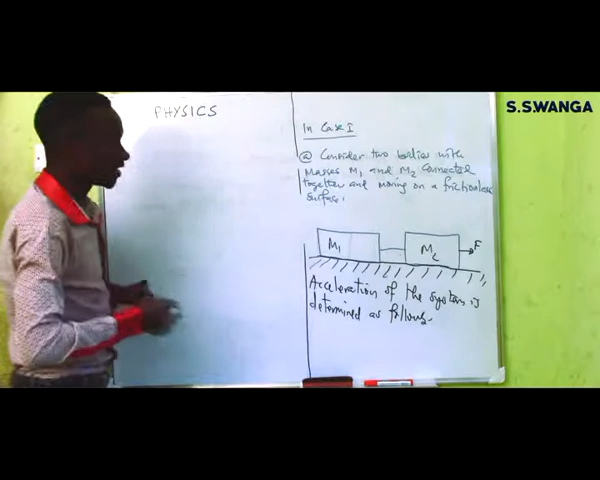 PHYSICS
S.S.WANGA
In Case I
(a) Consider two bodies with
Masses M1 and M2 connected
together and moving on a frictionless
surface.
M1
M2
F
Acceleration of the system is
determined as follows.